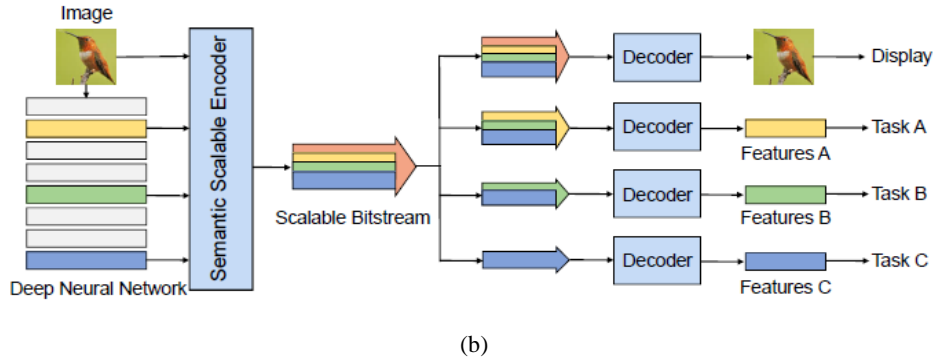 Image
Semantic Scalable Encoder
Deep Neural Network
Scalable Bitstream
Decoder
Display
Decoder
Features A
Task A
Decoder
Features B
Task B
Decoder
Features C
Task C
(b)